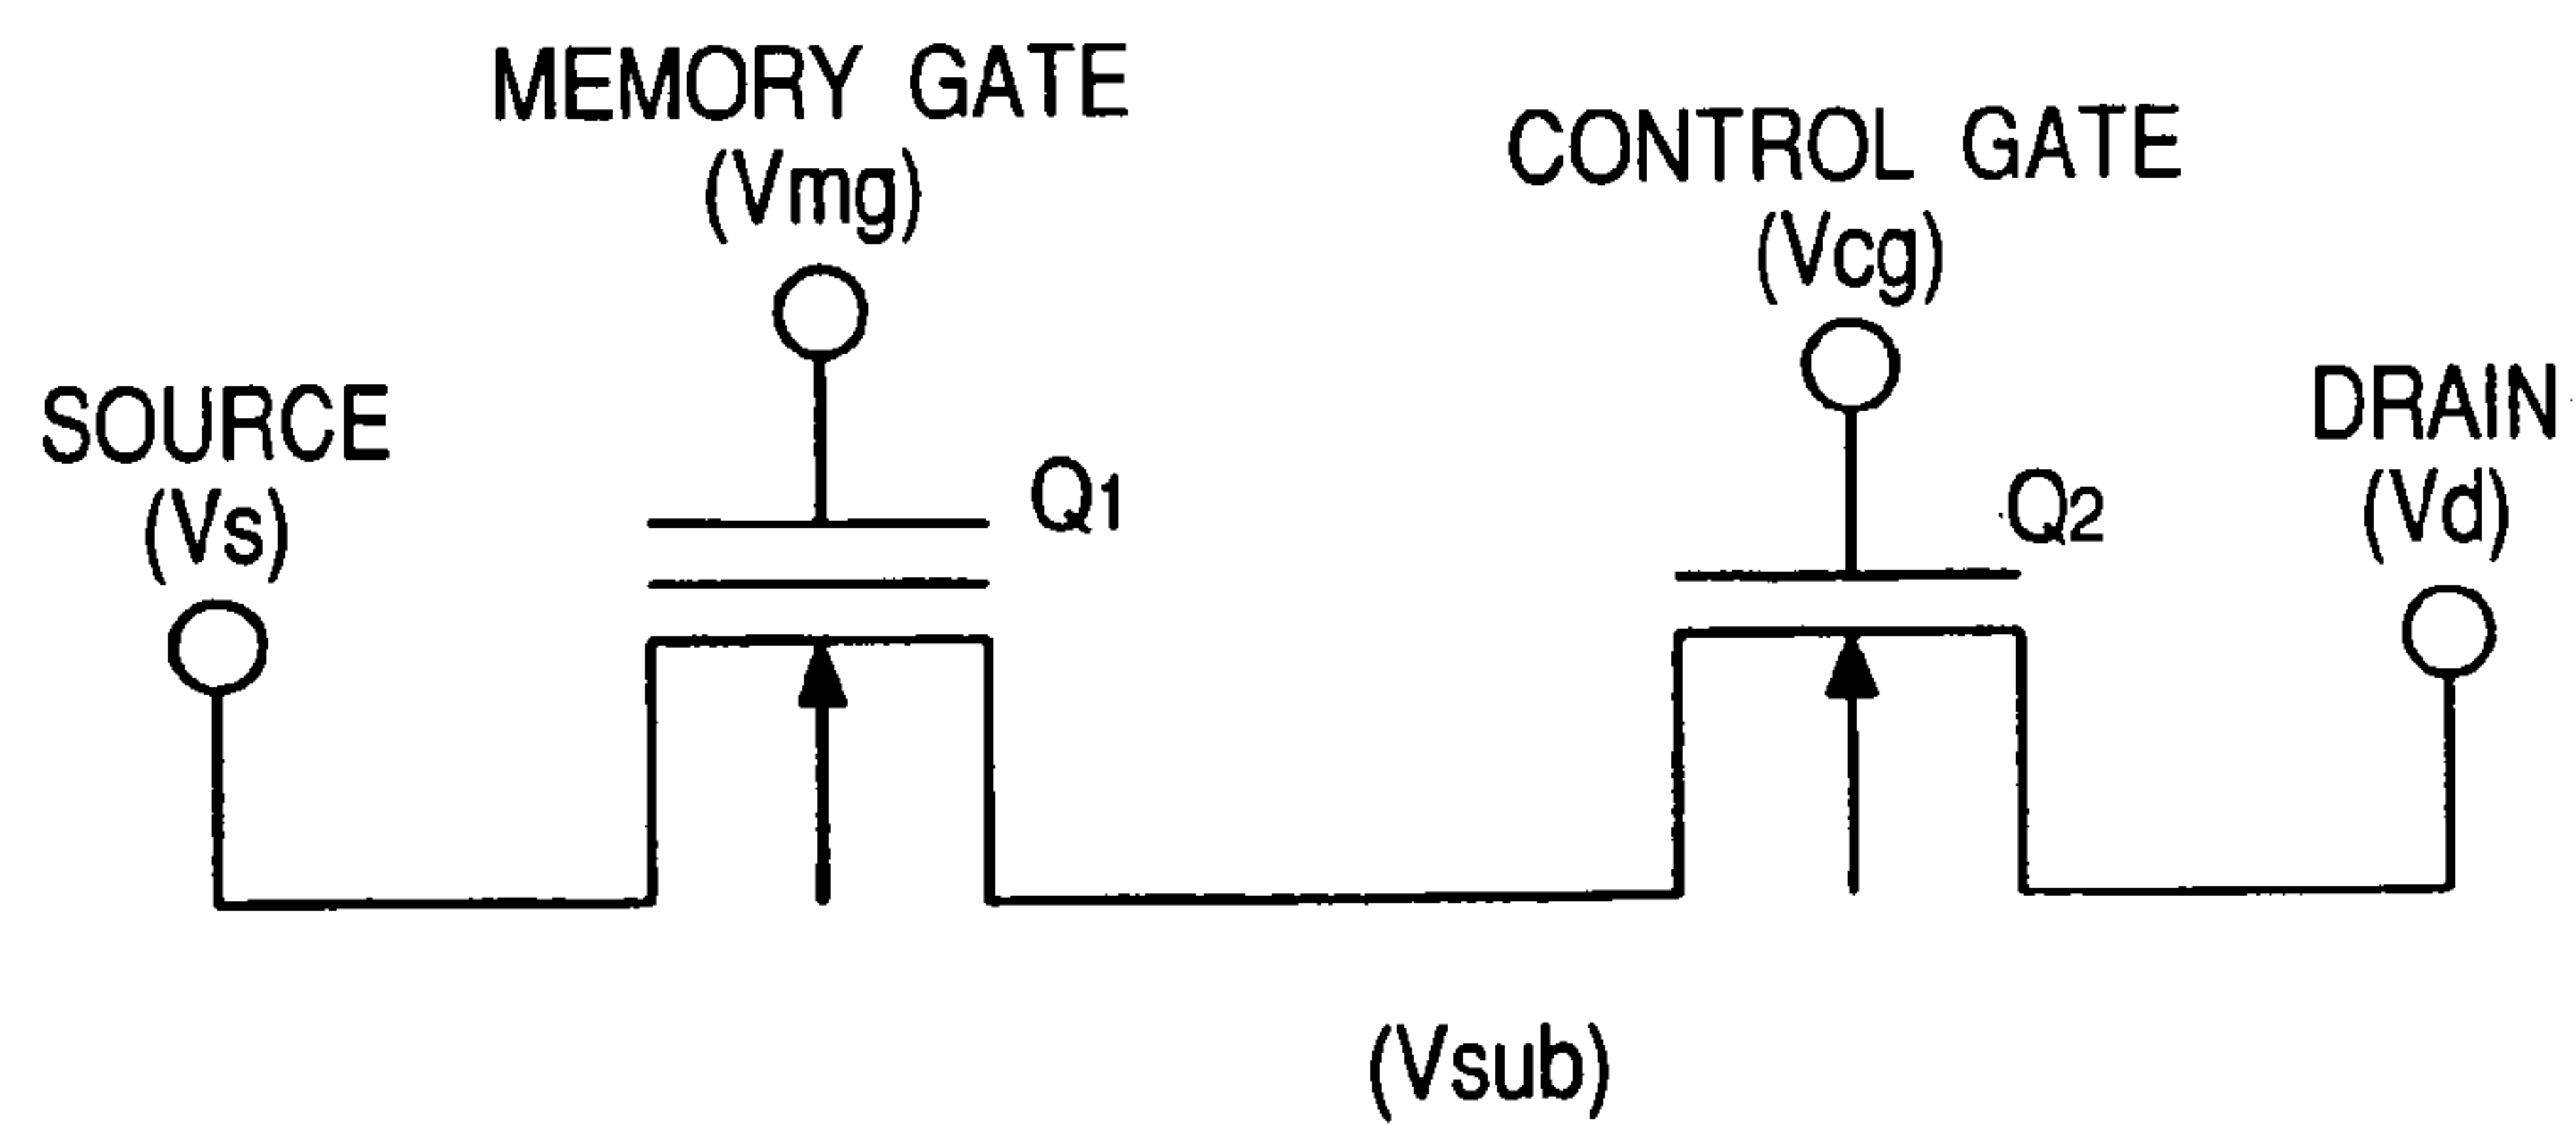 MEMORY GATE
(Vmg)
CONTROL GATE
(Vcg)
SOURCE
(Vs)
Q1
Q2
DRAIN
(Vd)
(Vsub)